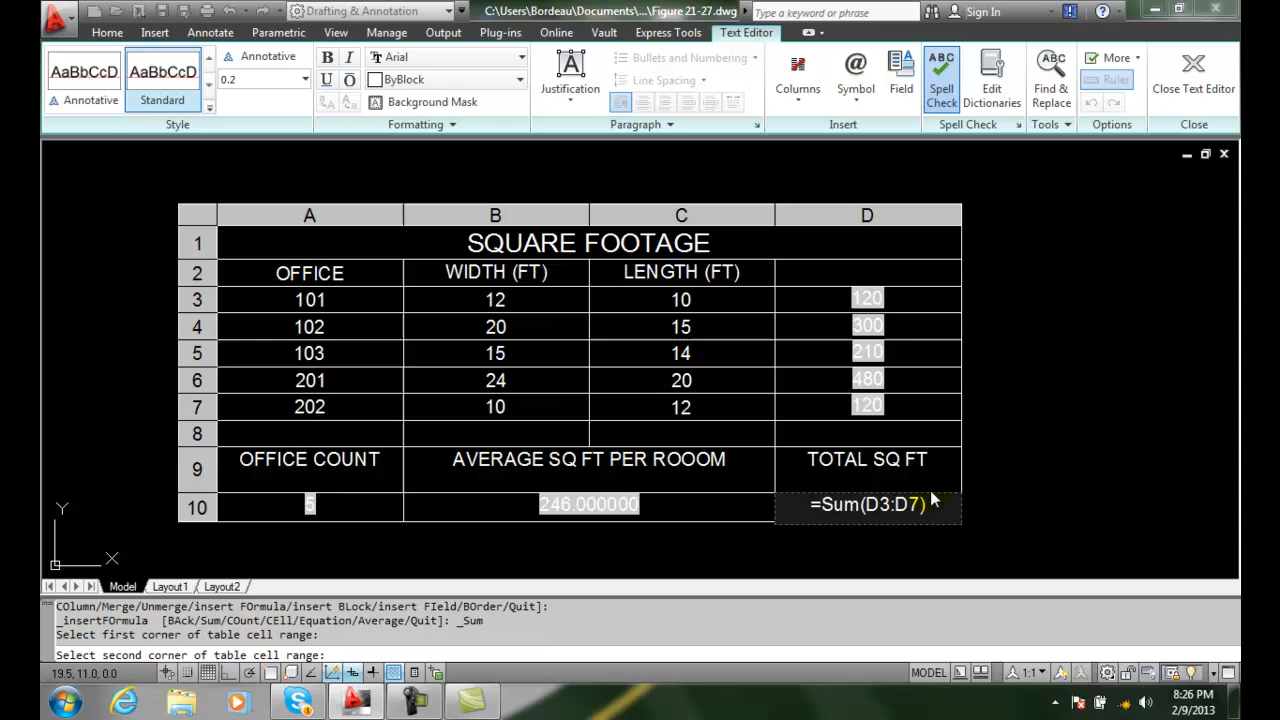 Drafting & Annotation
C:\Users\Bordeau\Documents\...\Figure 21-27.dwg
Type a keyword or phrase
Sign In
Home Insert Annotate Parametric View Manage Output Plug-ins Online Vault Express Tools Text Editor
AaBbCcD AaBbCcD
Annotative Standard
Annotative
0.2
Style
B I Arial
U O ByBlock
Background Mask
Formatting
A
Justification
Bullets and Numbering
Line Spacing
Paragraph
Columns
@
Symbol
Field
Insert
ABC
Spell
Check
Edit
Dictionaries
Spell Check
ABC
Find &
Replace
Tools
More
Ruler
Options
Close Text Editor
Close
A B C D
1 SQUARE FOOTAGE
2 OFFICE WIDTH (FT) LENGTH (FT)
3 101 12 10 120
4 102 20 15 300
5 103 15 14 210
6 201 24 20 480
7 202 10 12 120
8
9 OFFICE COUNT AVERAGE SQ FT PER ROOOM TOTAL SQ FT
10 5 246.000000 =Sum(D3:D7)
Y
X
Model Layout1 Layout2
COlumn/Merge/Unmerge/insert FOrmula/insert BLock/insert FIeld/BOrder/Quit]:
_insertFOrmula [BAck/Sum/COunt/CEll/Equation/Average/Quit]: _Sum
Select first corner of table cell range:
Select second corner of table cell range:
19.5, 11.0, 0.0
MODEL
1:1
8:26 PM
2/9/2013